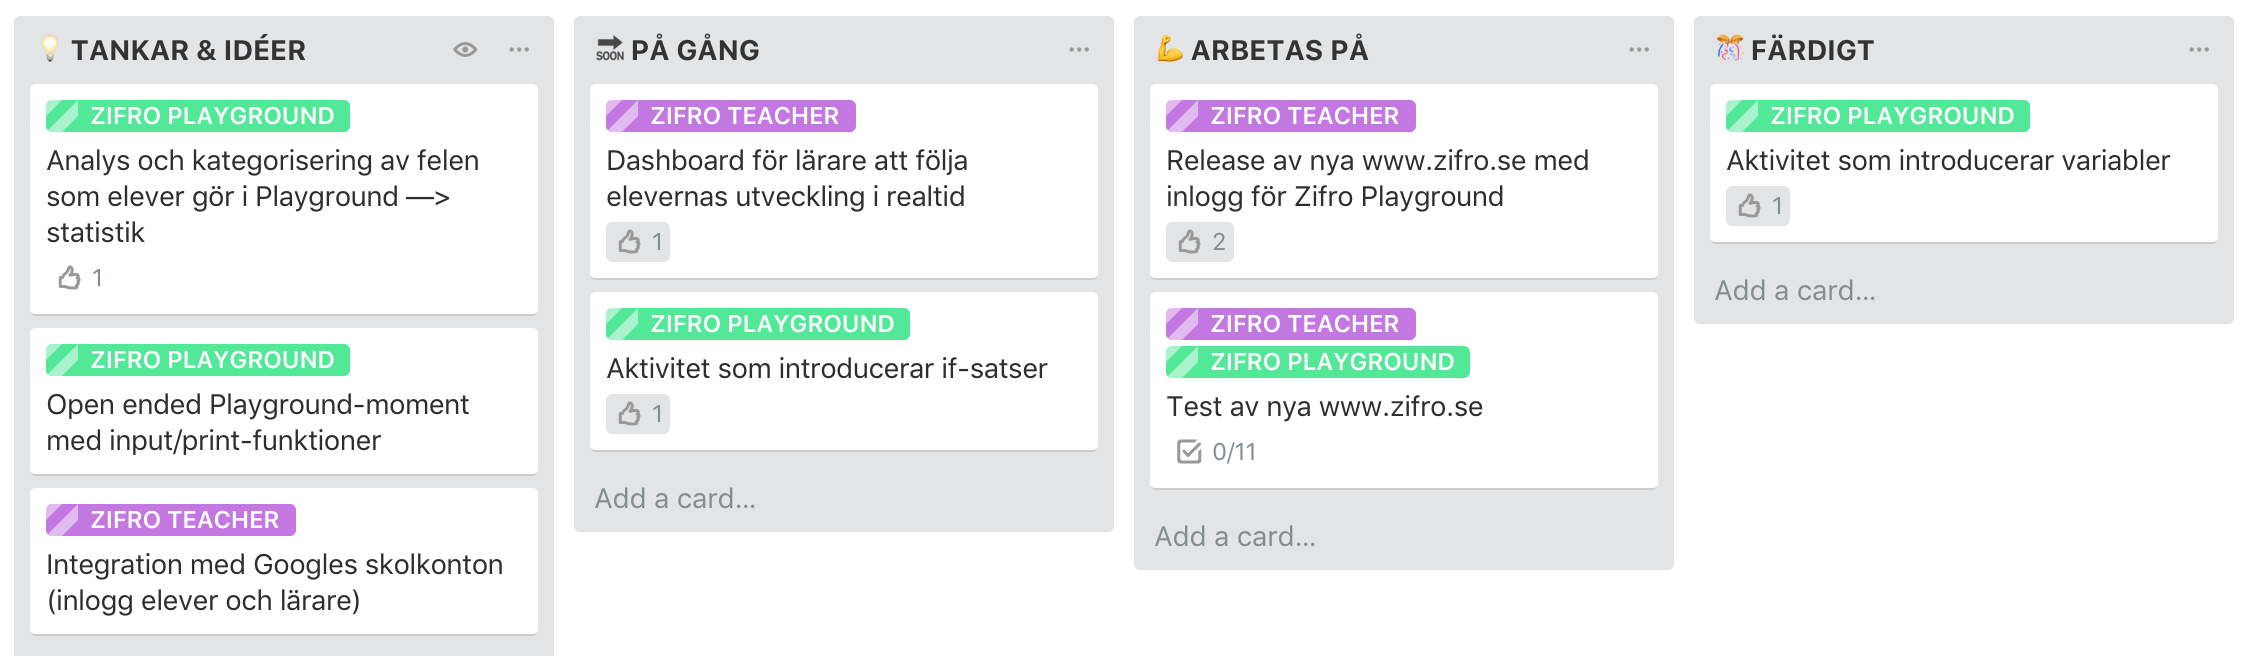 TANKAR & IDÉER
ZIFRO PLAYGROUND
Analys och kategorisering av felen
som elever gör i Playground —>
statistik
1
ZIFRO PLAYGROUND
Open ended Playground-moment
med input/print-funktioner
ZIFRO TEACHER
Integration med Googles skolkonton
(inlogg elever och lärare)
SOON PÅ GÅNG
ZIFRO TEACHER
Dashboard för lärare att följa
elevernas utveckling i realtid
1
ZIFRO PLAYGROUND
Aktivitet som introducerar if-satser
1
Add a card...
ARBETAS PÅ
ZIFRO TEACHER
Release av nya www.zifro.se med
inlogg för Zifro Playground
2
ZIFRO TEACHER
ZIFRO PLAYGROUND
Test av nya www.zifro.se
0/11
Add a card...
FÄRDIGT
ZIFRO PLAYGROUND
Aktivitet som introducerar variabler
1
Add a card...